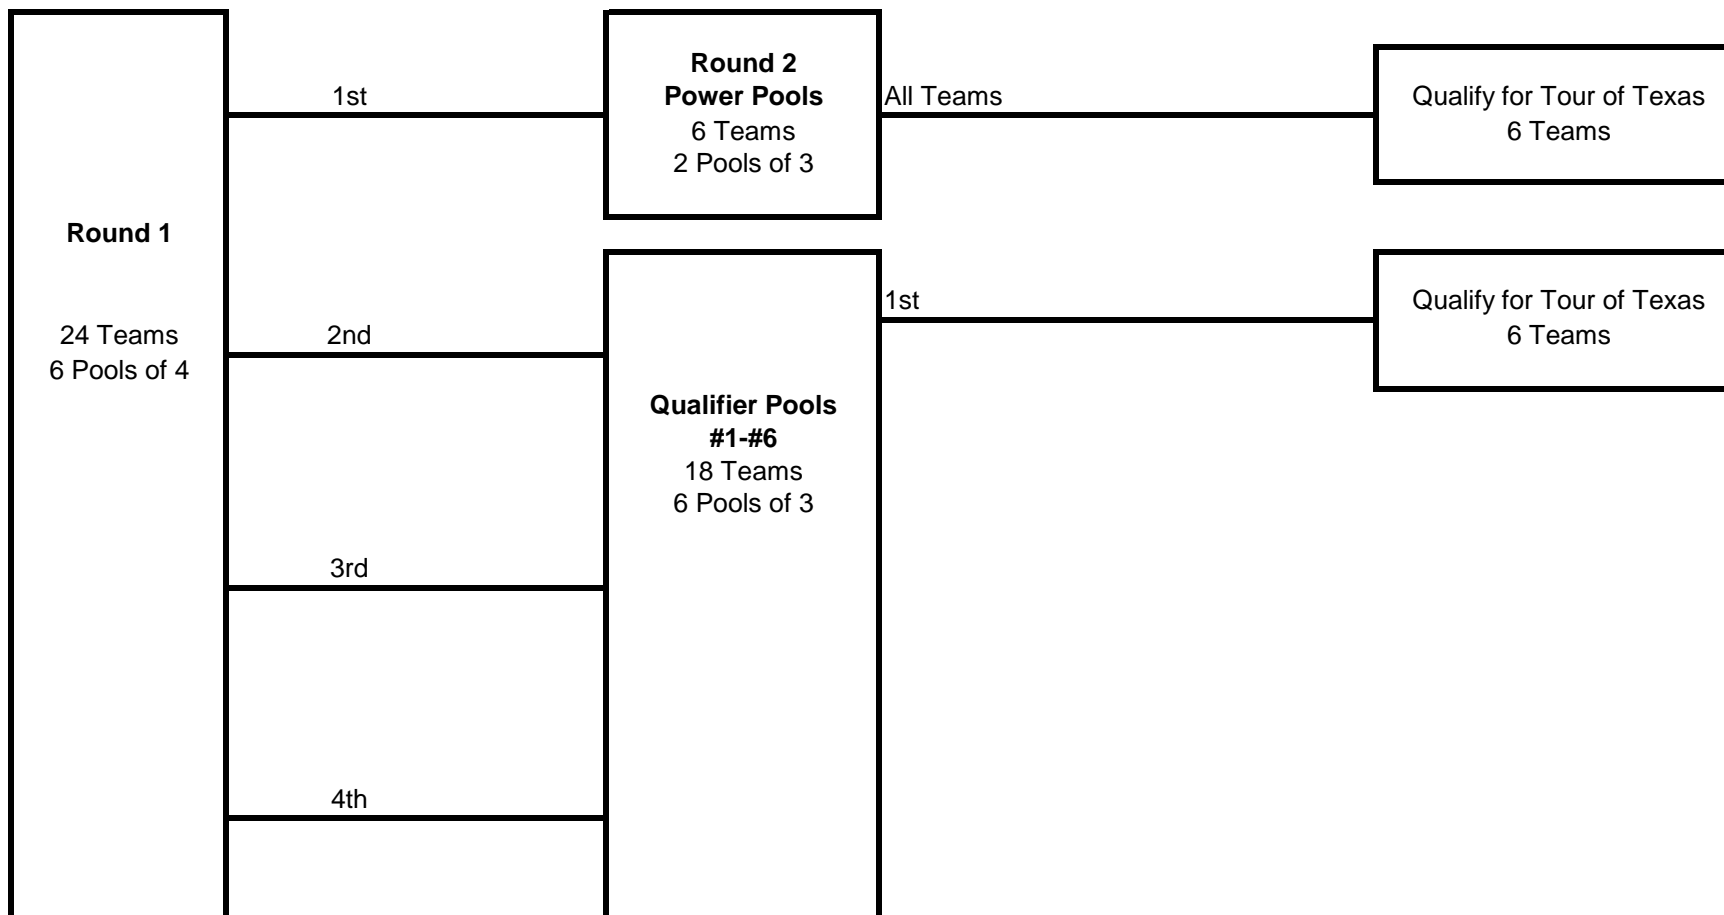 Round 1
24 Teams
6 Pools of 4
1st
2nd
3rd
4th
Round 2
Power Pools
6 Teams
2 Pools of 3
Qualifier Pools
#1-#6
18 Teams
6 Pools of 3
All Teams
1st
Qualify for Tour of Texas
6 Teams
Qualify for Tour of Texas
6 Teams